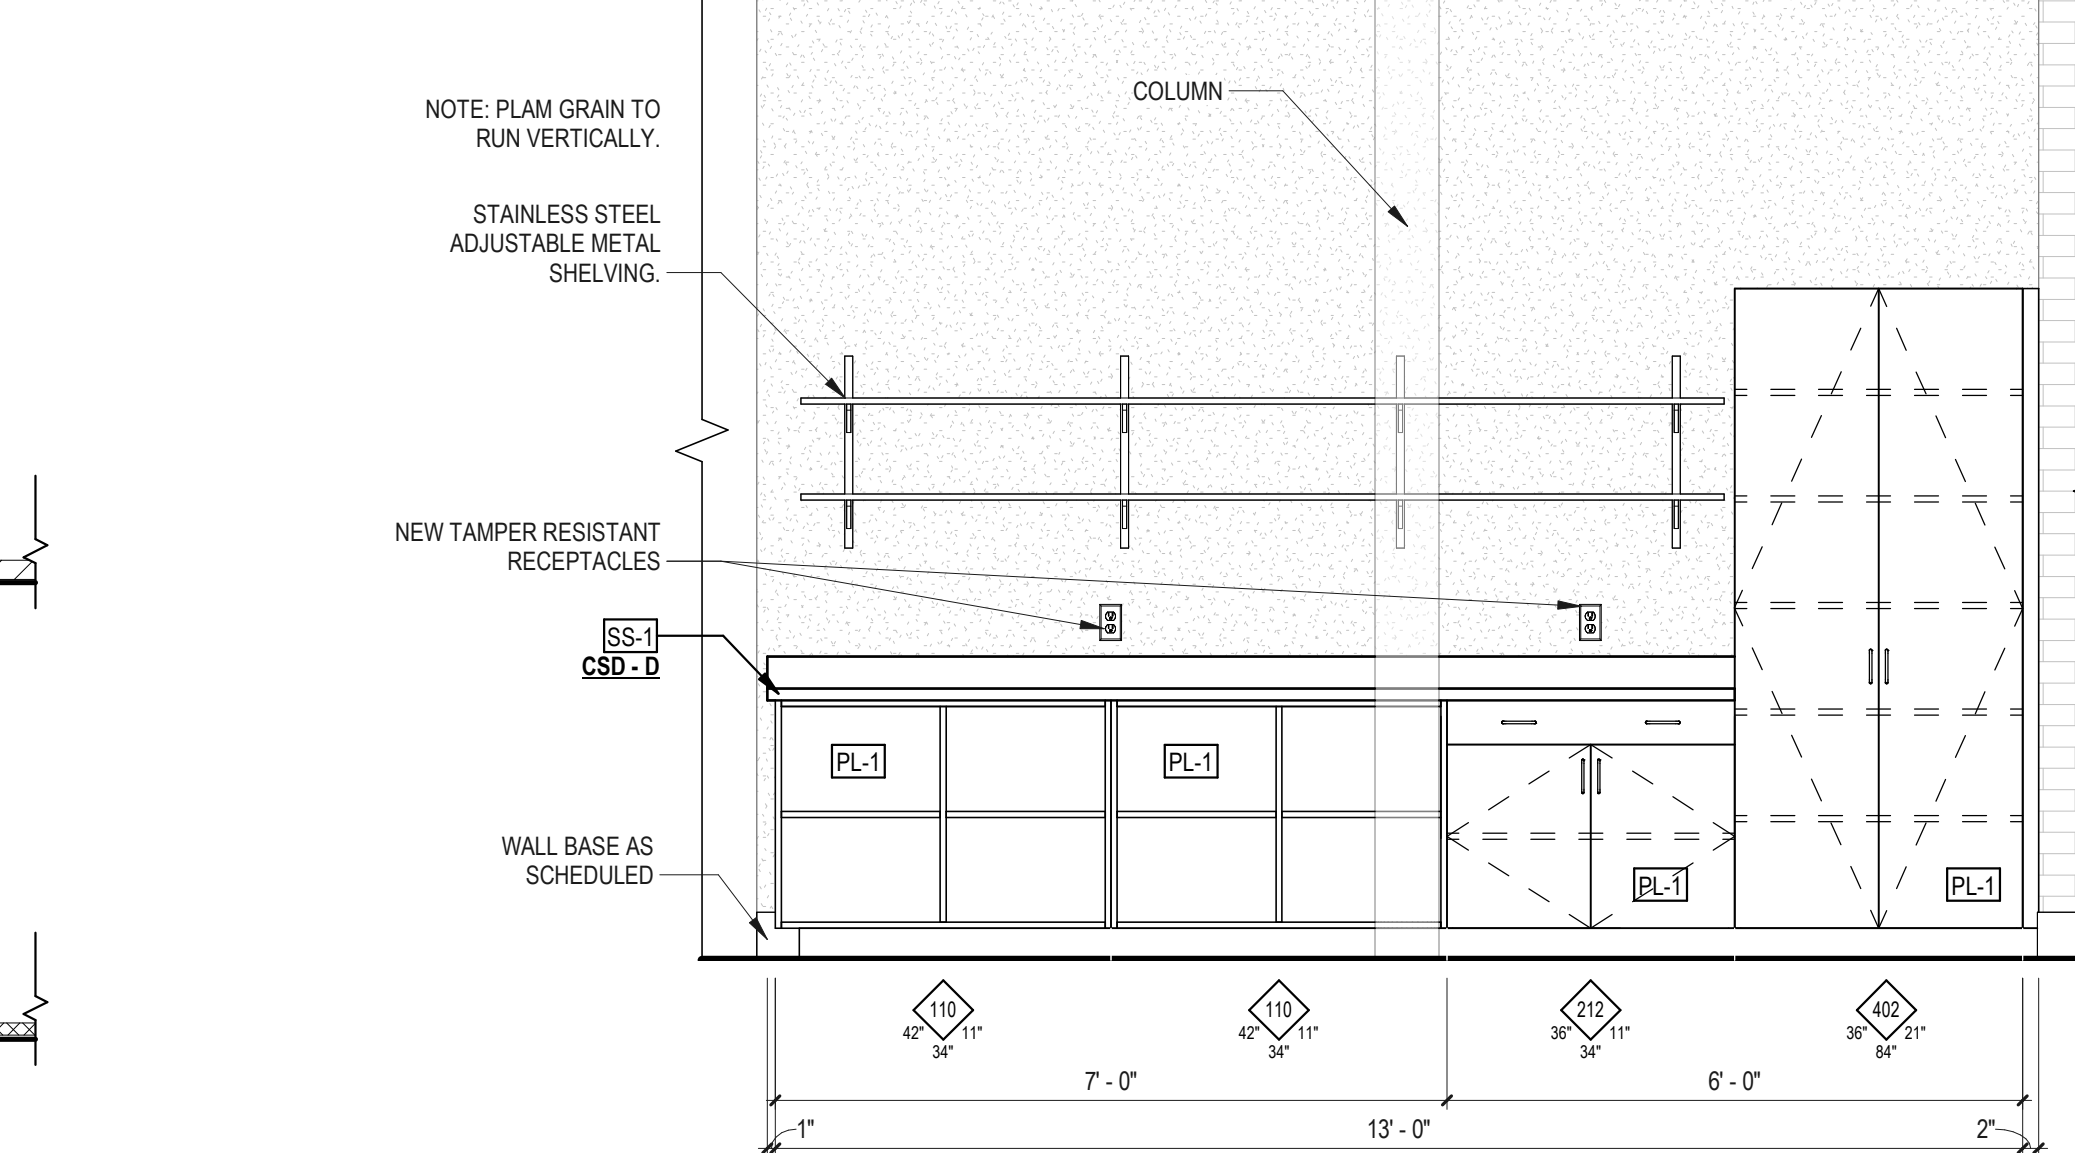 NOTE: PLAM GRAIN TO
RUN VERTICALLY.
COLUMN
STAINLESS STEEL
ADJUSTABLE METAL
SHELVING.
NEW TAMPER RESISTANT
RECEPTACLES
SS-1
CSD - D
PL-1
PL-1
PL-1
PL-1
WALL BASE AS
SCHEDULED
110
42" 11"
34"
110
42" 11"
34"
212
36" 11"
34"
402
36" 21"
84"
7' - 0"
6' - 0"
1"
13' - 0"
2"